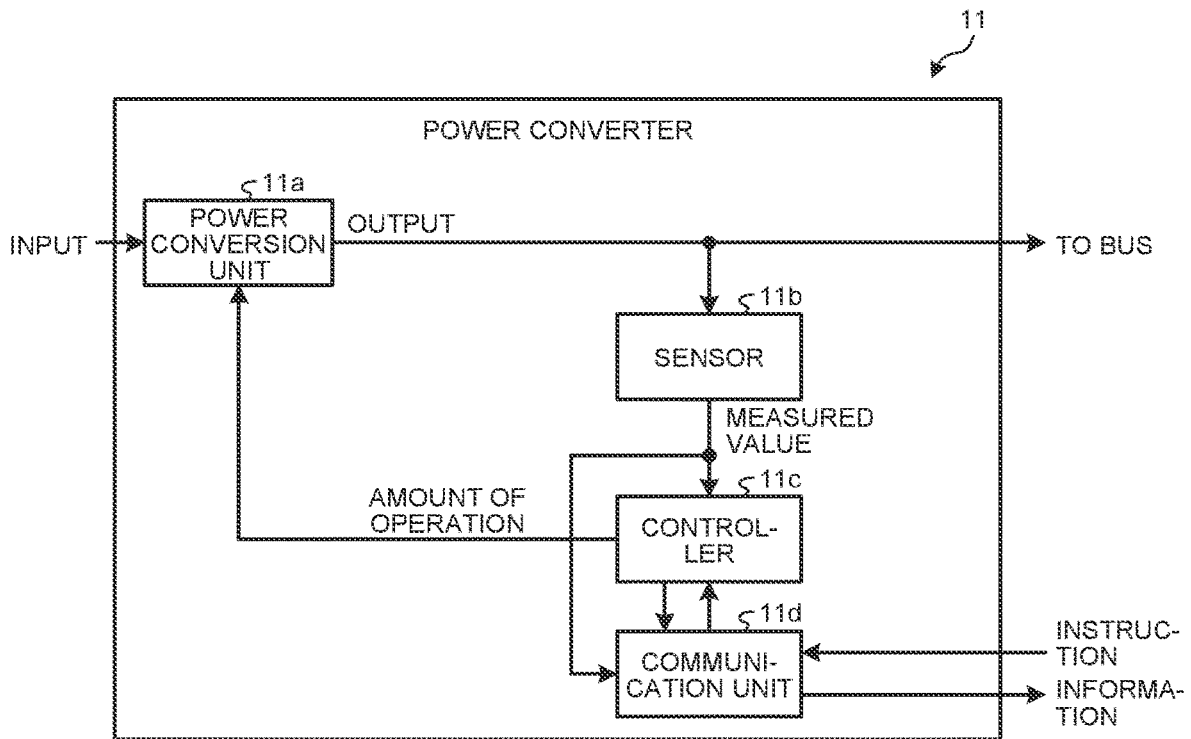 11
POWER CONVERTER
11a
POWER
CONVERSION
UNIT
INPUT
OUTPUT
TO BUS
11b
SENSOR
MEASURED
VALUE
11c
AMOUNT OF
OPERATION
CONTROL-
LER
11d
COMMUNI-
CATION UNIT
INSTRUC-
TION
INFORMA-
TION